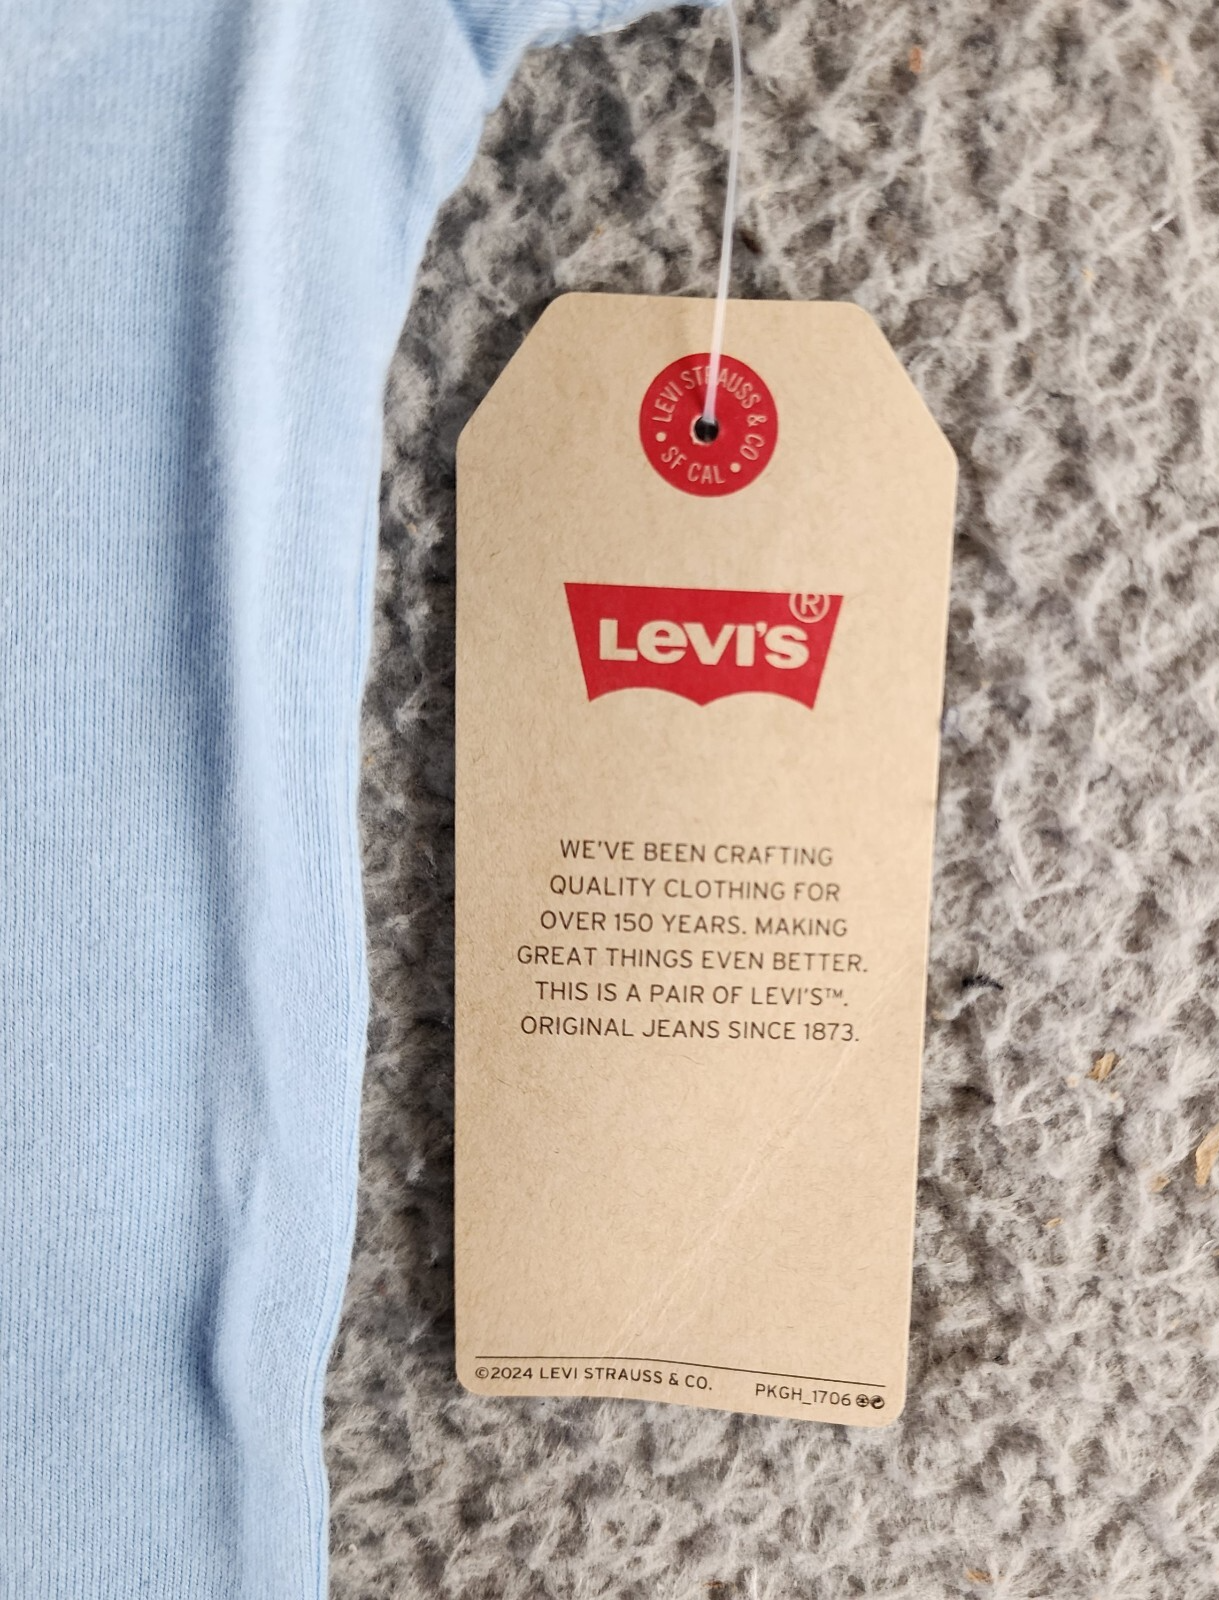 LEVI STRAUSS & CO
• SF CAL •
LEVI'S®
WE'VE BEEN CRAFTING
QUALITY CLOTHING FOR
OVER 150 YEARS. MAKING
GREAT THINGS EVEN BETTER.
THIS IS A PAIR OF LEVI'S™.
ORIGINAL JEANS SINCE 1873.
©2024 LEVI STRAUSS & CO.
PKGH_1706